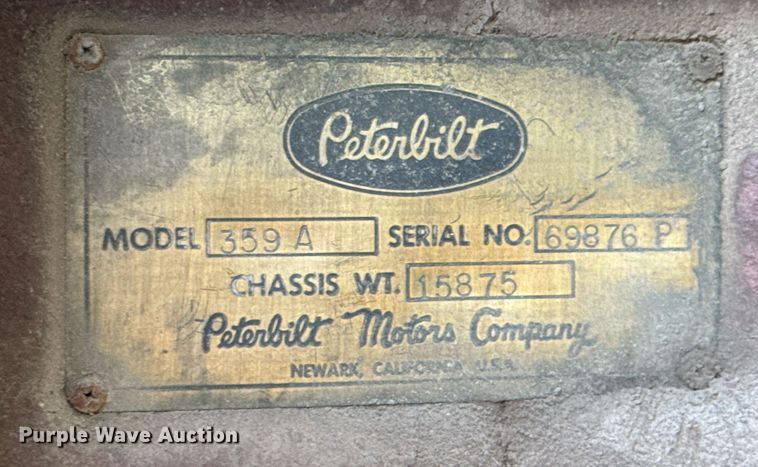 Peterbilt
MODEL 359 A SERIAL NO. 69876 P
CHASSIS WT. 15875
Peterbilt Motors Company
NEWARK, CALIFORNIA, U.S.A.
Purple Wave Auction